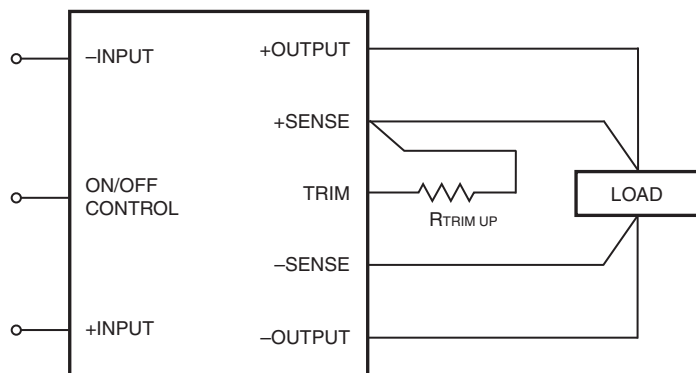 –INPUT
+OUTPUT
+SENSE
ON/OFF
CONTROL
TRIM
RTRIM UP
LOAD
–SENSE
+INPUT
–OUTPUT